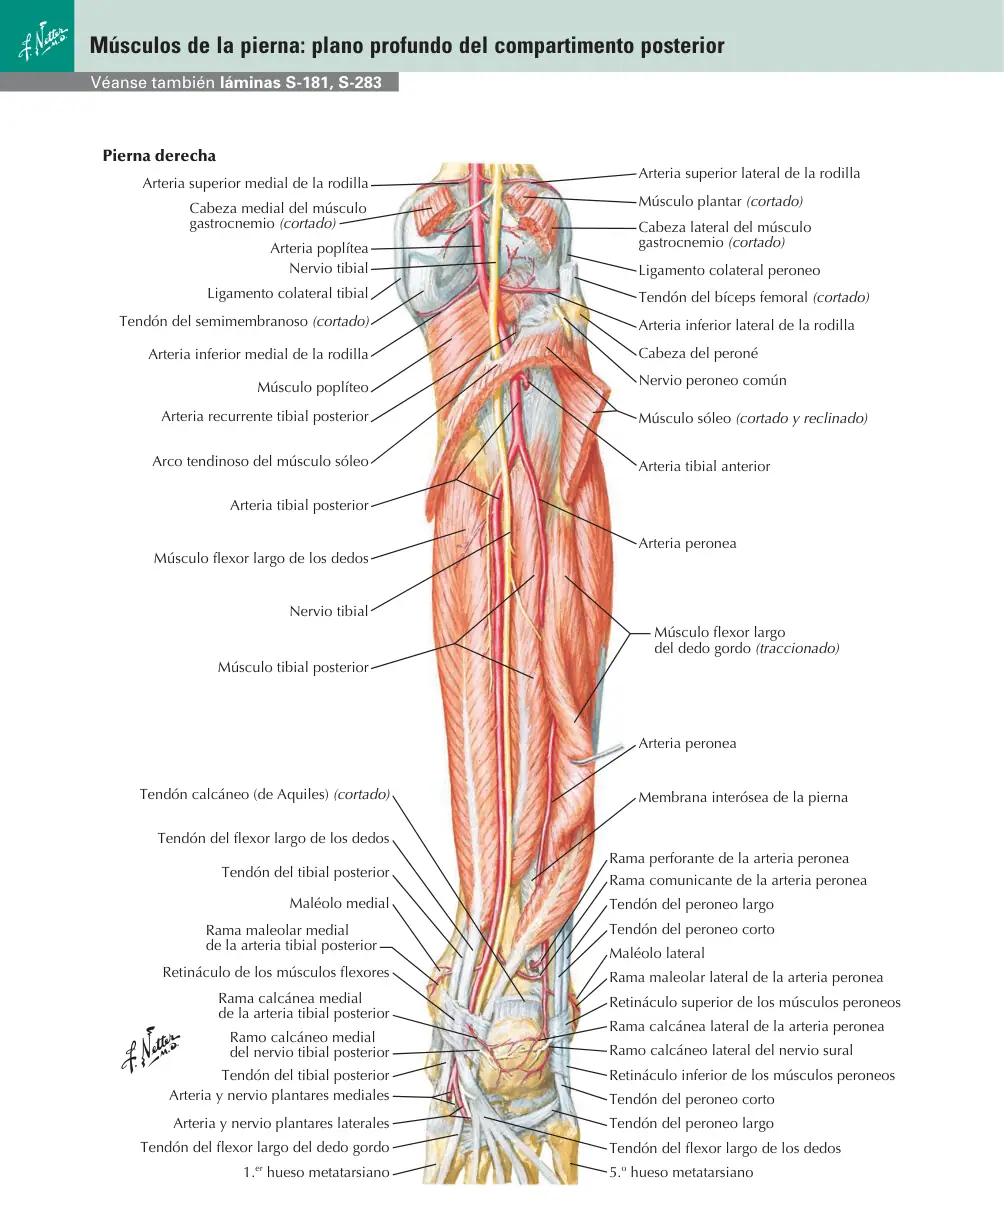 F. Netter M.D.
Músculos de la pierna: plano profundo del compartimento posterior
Véanse también láminas S-181, S-283
Pierna derecha
Arteria superior medial de la rodilla
Cabeza medial del músculo
gastrocnemio (cortado)
Arteria poplítea
Nervio tibial
Ligamento colateral tibial
Tendón del semimembranoso (cortado)
Arteria inferior medial de la rodilla
Músculo poplíteo
Arteria recurrente tibial posterior
Arco tendinoso del músculo sóleo
Arteria tibial posterior
Músculo flexor largo de los dedos
Nervio tibial
Músculo tibial posterior
Tendón calcáneo (de Aquiles) (cortado)
Tendón del flexor largo de los dedos
Tendón del tibial posterior
Maléolo medial
Rama maleolar medial
de la arteria tibial posterior
Retináculo de los músculos flexores
Rama calcánea medial
de la arteria tibial posterior
Ramo calcáneo medial
del nervio tibial posterior
Tendón del tibial posterior
Arteria y nervio plantares mediales
Arteria y nervio plantares laterales
Tendón del flexor largo del dedo gordo
1.er hueso metatarsiano
F. Netter M.D.
Arteria superior lateral de la rodilla
Músculo plantar (cortado)
Cabeza lateral del músculo
gastrocnemio (cortado)
Ligamento colateral peroneo
Tendón del bíceps femoral (cortado)
Arteria inferior lateral de la rodilla
Cabeza del peroné
Nervio peroneo común
Músculo sóleo (cortado y reclinado)
Arteria tibial anterior
Arteria peronea
Músculo flexor largo
del dedo gordo (traccionado)
Arteria peronea
Membrana interósea de la pierna
Rama perforante de la arteria peronea
Rama comunicante de la arteria peronea
Tendón del peroneo largo
Tendón del peroneo corto
Maléolo lateral
Rama maleolar lateral de la arteria peronea
Retináculo superior de los músculos peroneos
Rama calcánea lateral de la arteria peronea
Ramo calcáneo lateral del nervio sural
Retináculo inferior de los músculos peroneos
Tendón del peroneo corto
Tendón del peroneo largo
Tendón del flexor largo de los dedos
5.º hueso metatarsiano